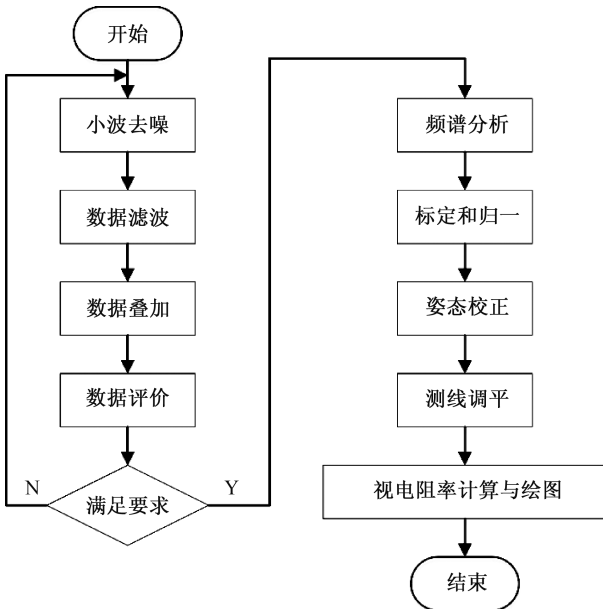 开始
小波去噪
数据滤波
数据叠加
数据评价
满足要求
N
Y
频谱分析
标定和归一
姿态校正
测线调平
视电阻率计算与绘图
结束